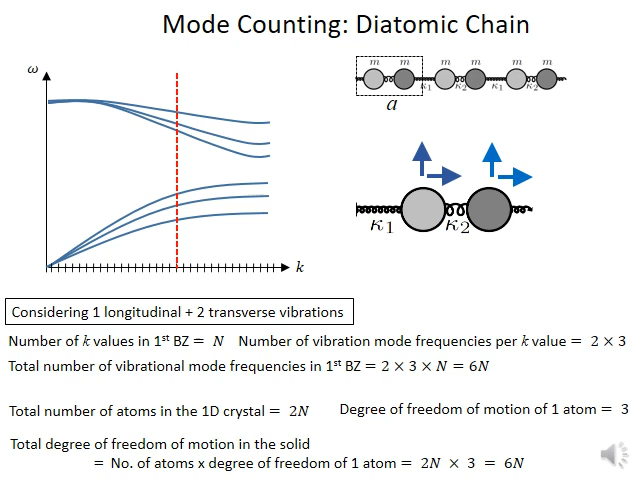 Mode Counting: Diatomic Chain
ω
k
m m m m m m
κ₁ κ₂ κ₁ κ₂
a
κ₁ κ₂
Considering 1 longitudinal + 2 transverse vibrations
Number of k values in 1ˢᵗ BZ = N Number of vibration mode frequencies per k value = 2 × 3
Total number of vibrational mode frequencies in 1ˢᵗ BZ = 2 × 3 × N = 6N
Total number of atoms in the 1D crystal = 2N Degree of freedom of motion of 1 atom = 3
Total degree of freedom of motion in the solid
= No. of atoms x degree of freedom of 1 atom = 2N × 3 = 6N